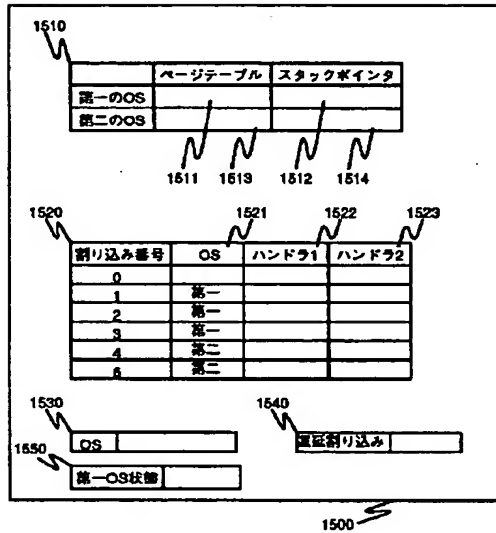 1510
ページテーブル スタックポインタ
第一のOS
第二のOS
1511 1513 1512 1514
1520 1521 1522 1523
割り込み番号 OS ハンドラ1 ハンドラ2
0
1 第一
2 第一
3 第一
4 第二
5 第二
1530 1540
OS 遅延割り込み
1550
第一OS状態
1500